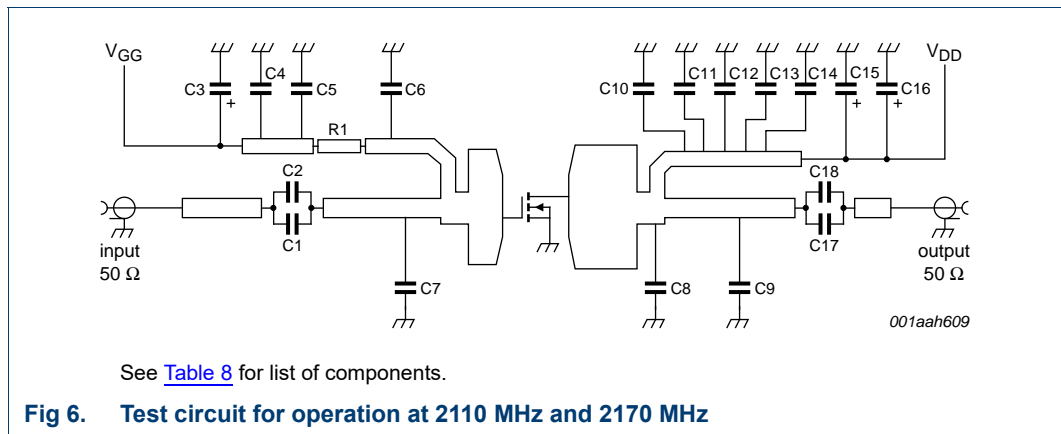 VGG
C3
+
C4
C5
R1
C6
C10
C11
C12
C13
C14
C15
+
C16
+
VDD
C2
C1
input
50 Ω
C7
C8
C9
C18
C17
output
50 Ω
001aah609
See Table 8 for list of components.
Fig 6. Test circuit for operation at 2110 MHz and 2170 MHz